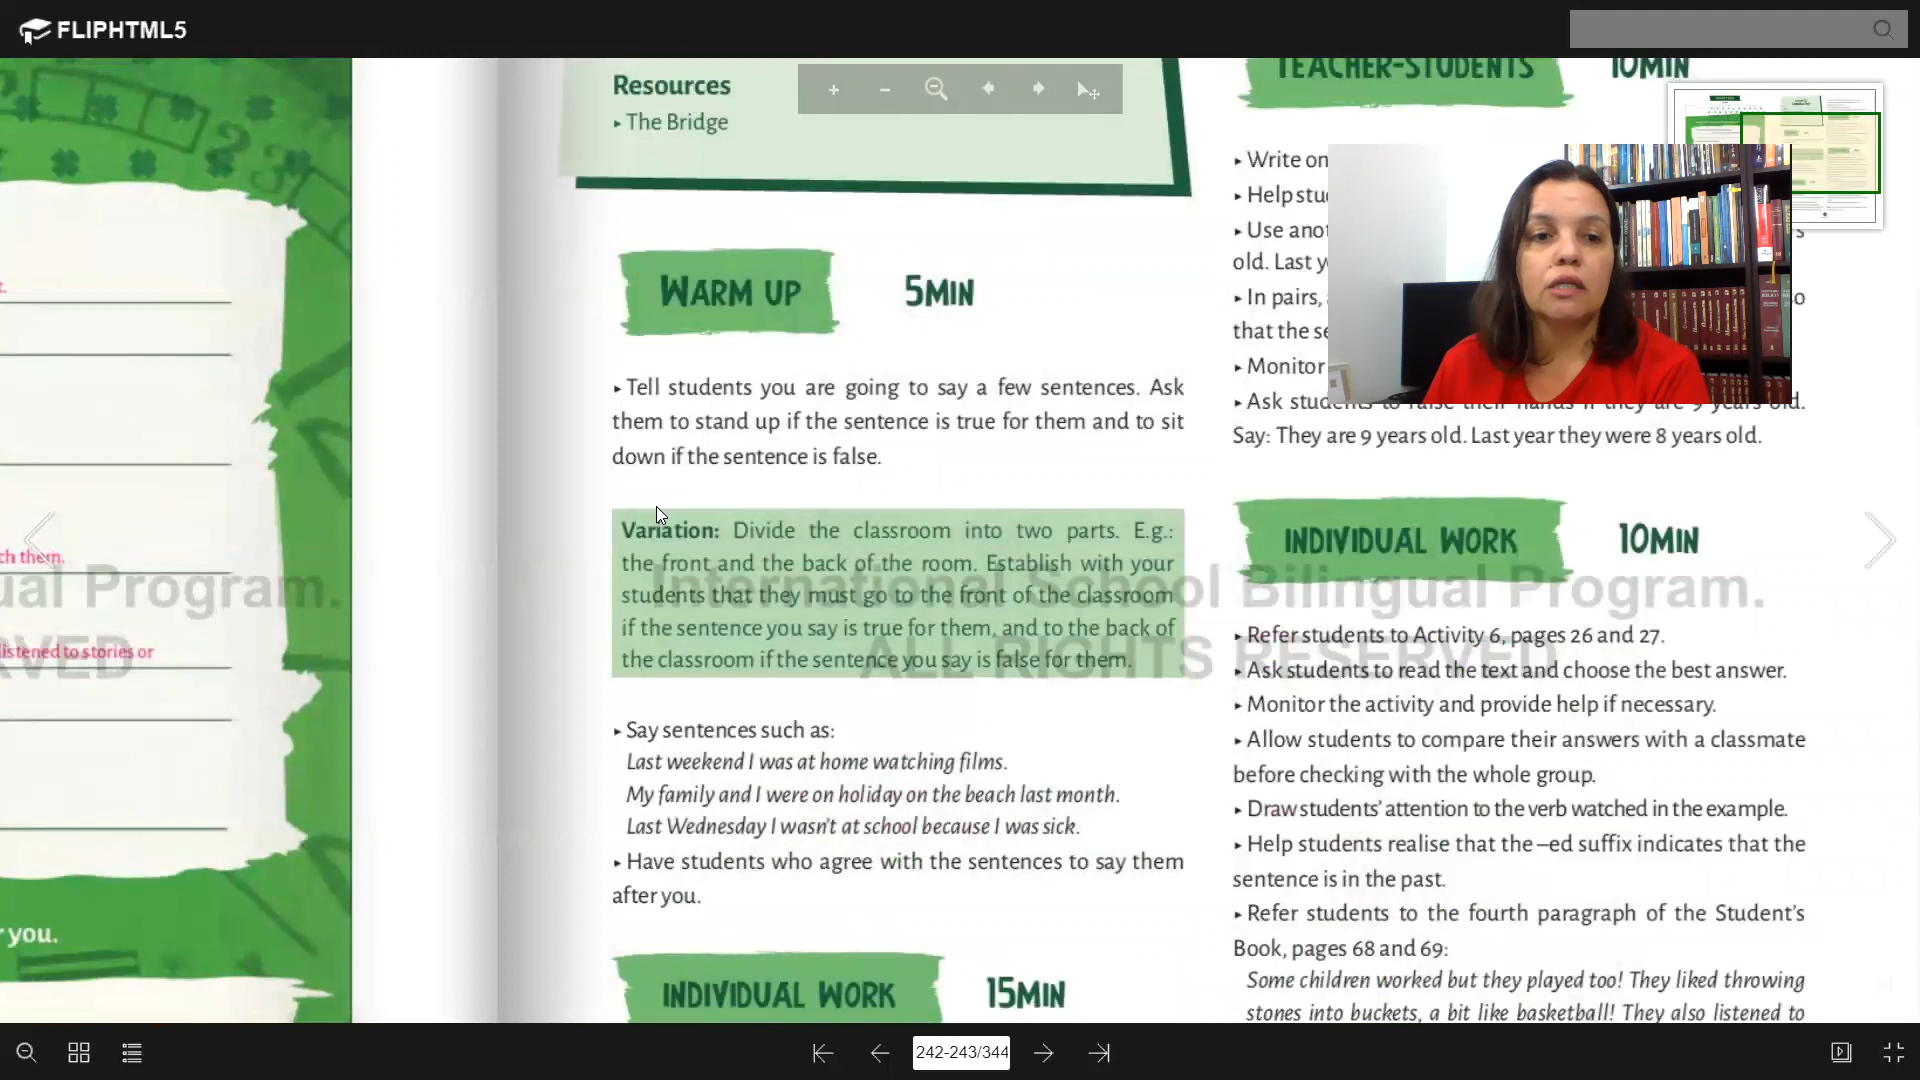 FLIPHTML5
t.
ch them.
listened to stories or
r you.
Resources
▸ The Bridge
WARM UP
5MIN
▸ Tell students you are going to say a few sentences. Ask
them to stand up if the sentence is true for them and to sit
down if the sentence is false.
Variation: Divide the classroom into two parts. E.g.:
the front and the back of the room. Establish with your
students that they must go to the front of the classroom
if the sentence you say is true for them, and to the back of
the classroom if the sentence you say is false for them.
▸ Say sentences such as:
Last weekend I was at home watching films.
My family and I were on holiday on the beach last month.
Last Wednesday I wasn't at school because I was sick.
▸ Have students who agree with the sentences to say them
after you.
INDIVIDUAL WORK
15MIN
TEACHER-STUDENTS
10MIN
▸ Write on
▸ Help
▸ Use
old. Last
▸ In pairs,
that the
▸ Monitor
▸ Ask students to raise their hands if they are 9 years old.
Say: They are 9 years old. Last year they were 8 years old.
INDIVIDUAL WORK
10MIN
▸ Refer students to Activity 6, pages 26 and 27.
▸ Ask students to read the text and choose the best answer.
▸ Monitor the activity and provide help if necessary.
▸ Allow students to compare their answers with a classmate
before checking with the whole group.
▸ Draw students' attention to the verb watched in the example.
▸ Help students realise that the –ed suffix indicates that the
sentence is in the past.
▸ Refer students to the fourth paragraph of the Student's
Book, pages 68 and 69:
Some children worked but they played too! They liked throwing
stones into buckets, a bit like basketball! They also listened to
ual Program.
RVED
International School Bilingual Program.
ALL RIGHTS RESERVED
242-243/344